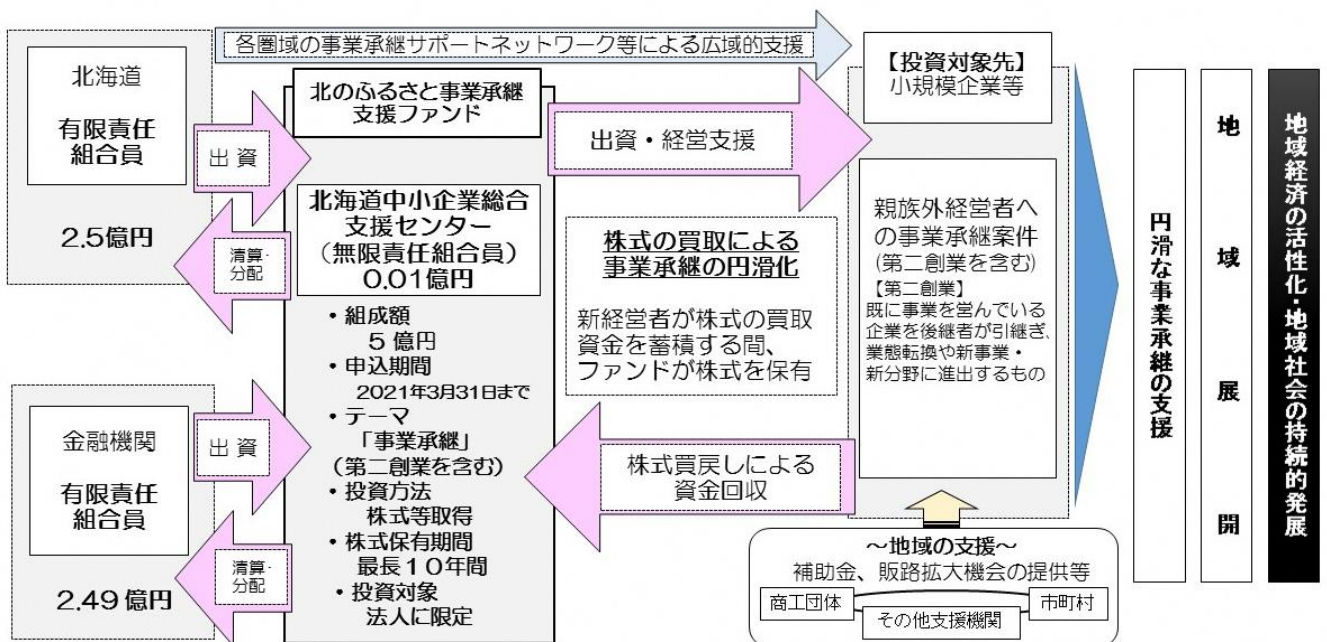 各圏域の事業承継サポートネットワーク等による広域的支援
北海道
有限責任
組合員
2.5億円
出 資
清算・
分配
金融機関
有限責任
組合員
2.49億円
出 資
清算・
分配
北のふるさと事業承継
支援ファンド
北海道中小企業総合
支援センター
(無限責任組合員)
0.01億円
・組成額
5 億円
・申込期間
2021年3月31日まで
・テーマ
「事業承継」
(第二創業を含む)
・投資方法
株式等取得
・株式保有期間
最長10年間
・投資対象
法人に限定
出資・経営支援
株式の買取による
事業承継の円滑化
新経営者が株式の買取
資金を蓄積する間、
ファンドが株式を保有
株式買戻しによる
資金回収
【投資対象先】
小規模企業等
親族外経営者へ
の事業承継案件
(第二創業を含む)
【第二創業】
既に事業を営んでいる
企業を後継者が引継ぎ、
業態転換や新事業・
新分野に進出するもの
~地域の支援~
補助金、販路拡大機会の提供等
商工団体
市町村
その他支援機関
円滑な事業承継の支援
地域展開
地域経済の活性化・地域社会の持続的発展